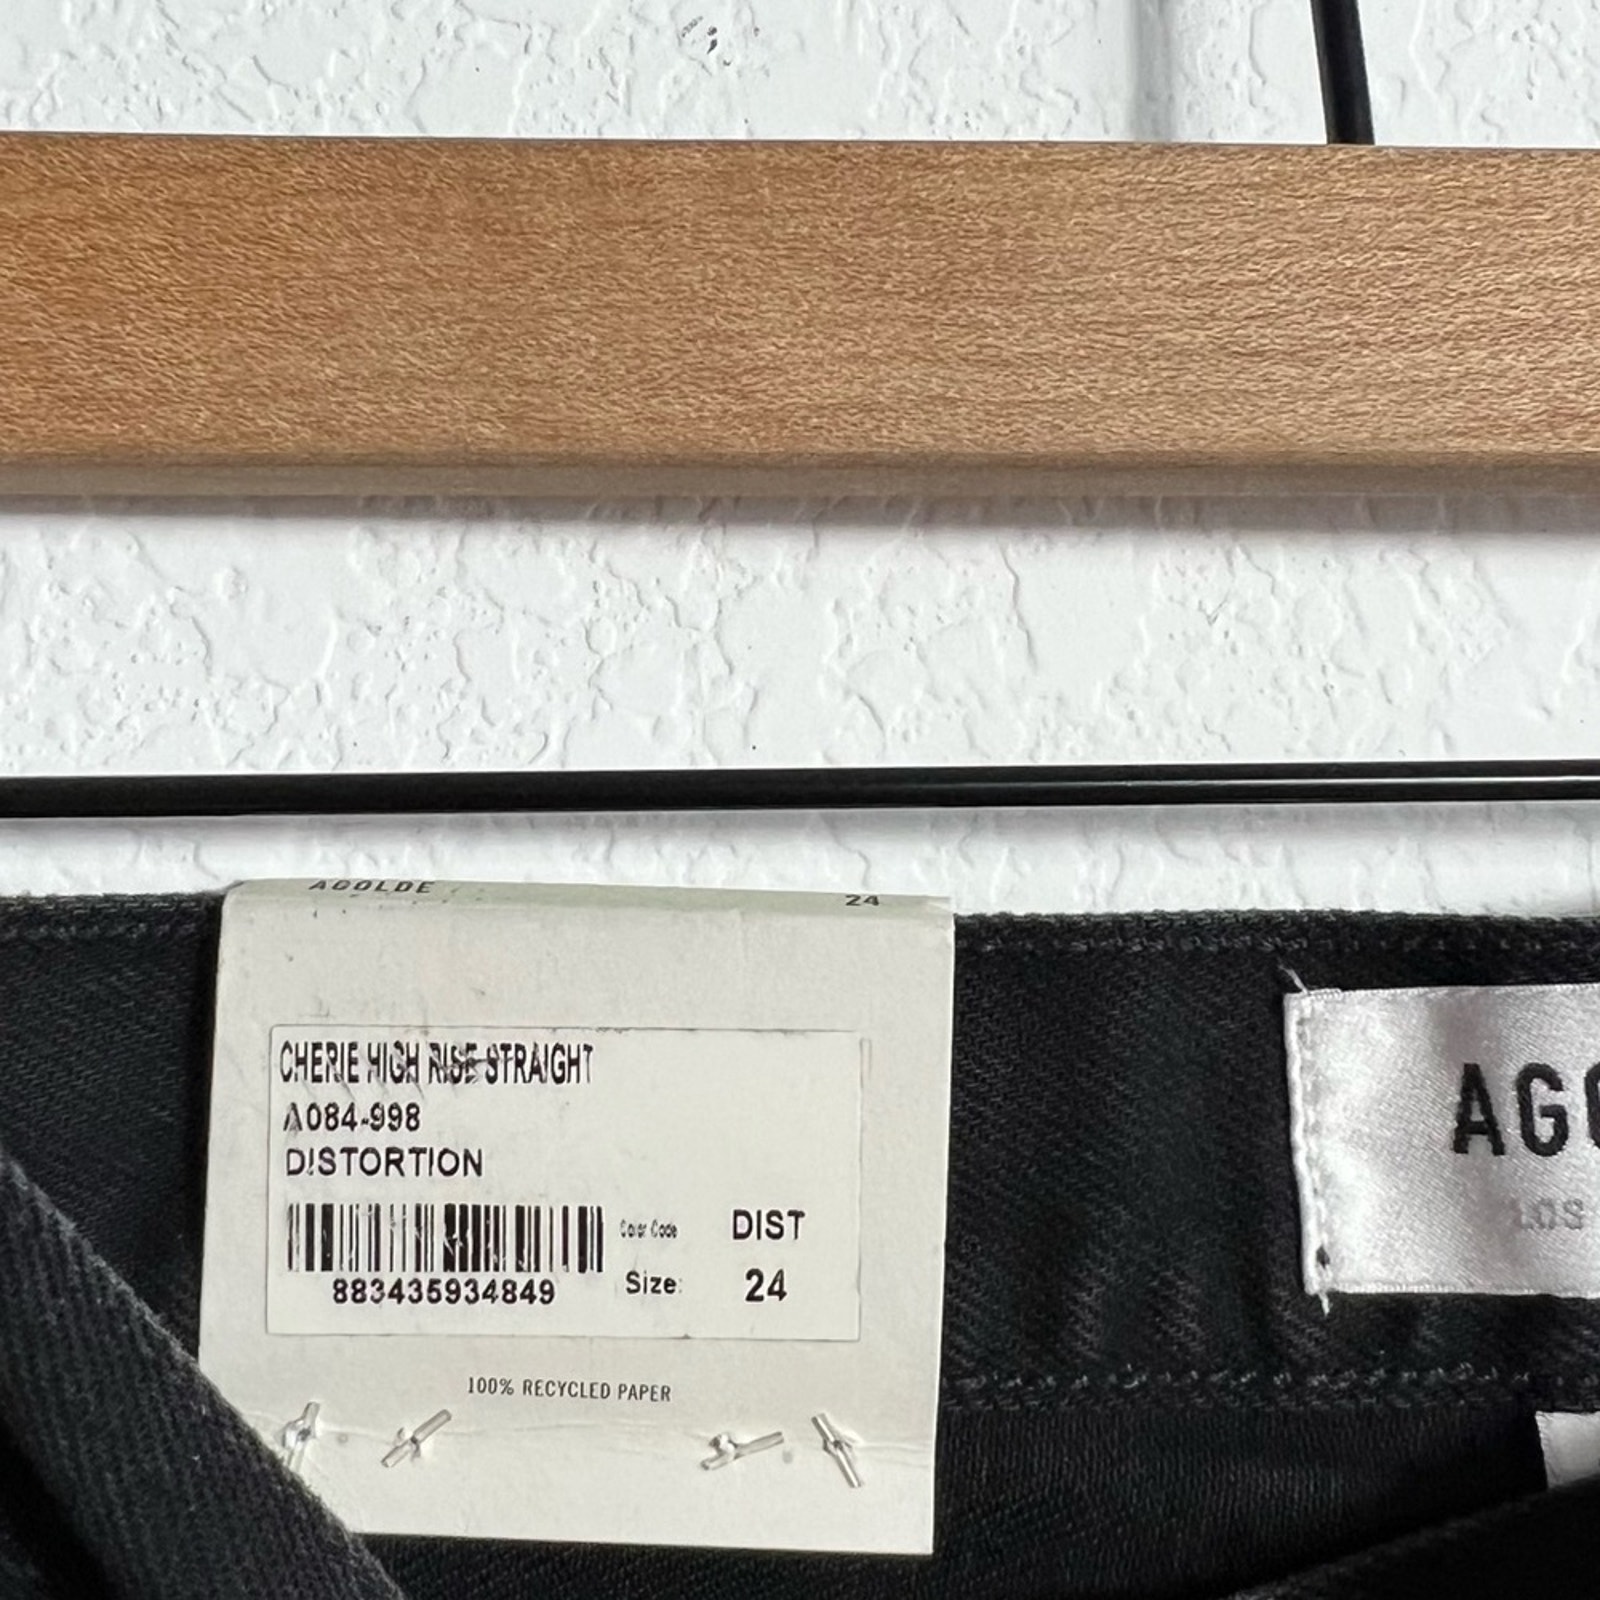 AGOLDE 24
CHERIE HIGH RISE STRAIGHT
A084-998
DISTORTION
Color Code DIST
883435934849
Size: 24
100% RECYCLED PAPER
AGO
LOS